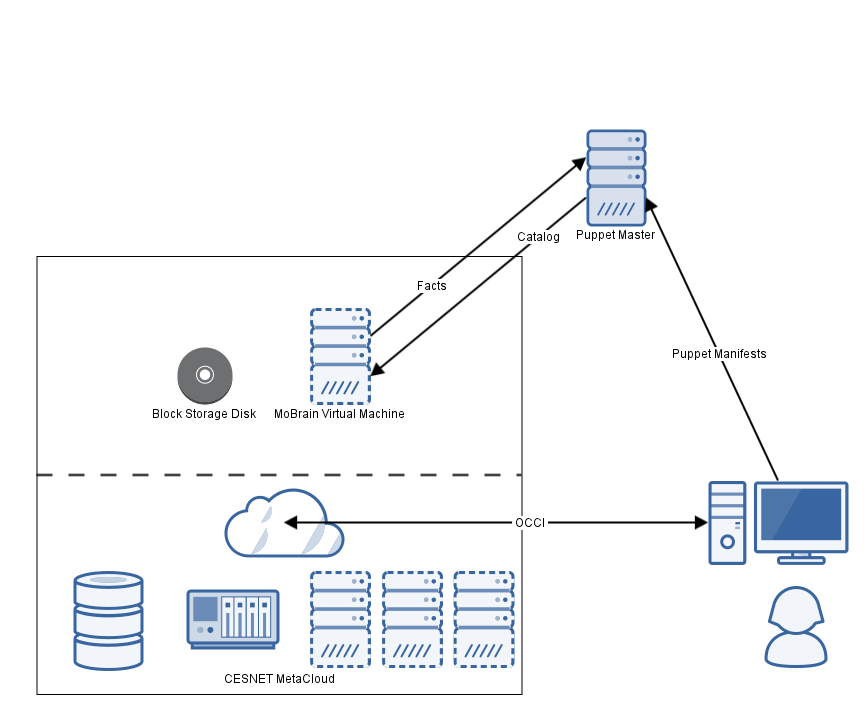 Puppet Master
Catalog
Facts
Puppet Manifests
Block Storage Disk
MoBrain Virtual Machine
OCCI
CESNET MetaCloud